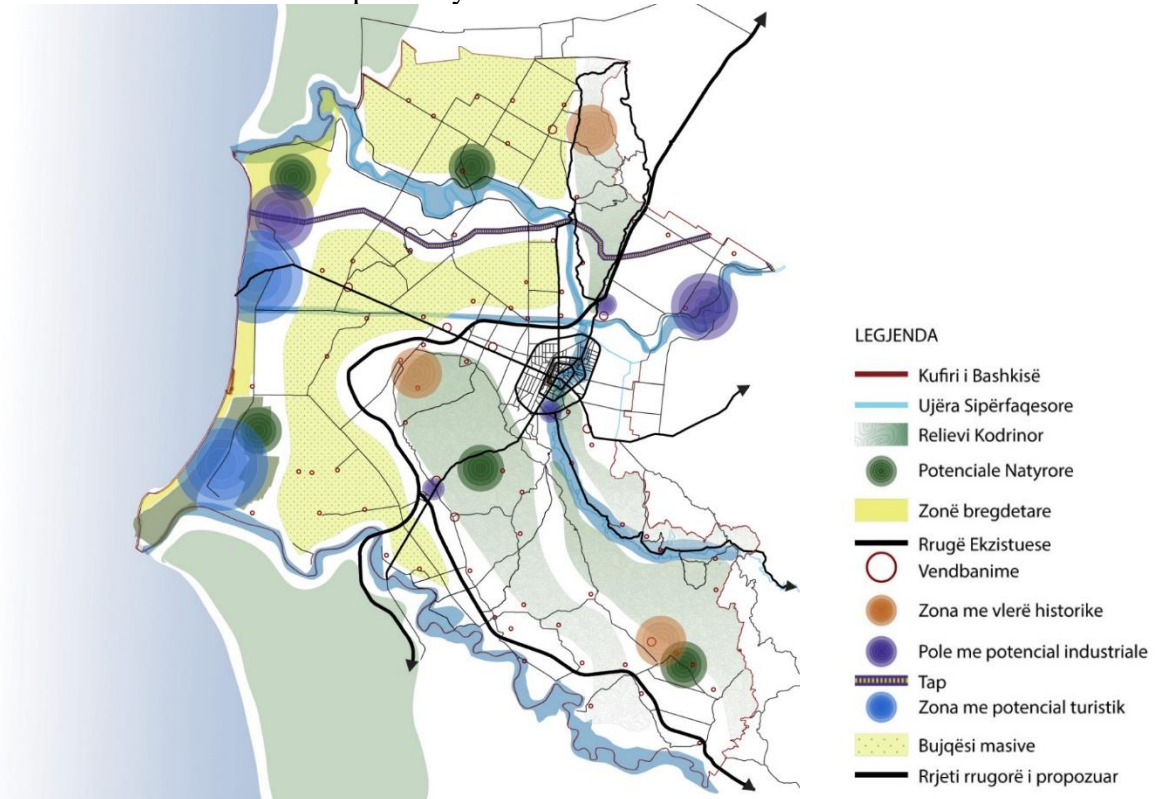 LEGJENDA
Kufiri i Bashkisë
Ujëra Sipërfaqesore
Relievi Kodrinor
Potenciale Natyrore
Zonë bregdetare
Rrugë Ekzistuese
Vendbanime
Zona me vlerë historike
Pole me potencial industriale
Tap
Zona me potencial turistik
Bujqësi masive
Rrjeti rrugorë i propozuar